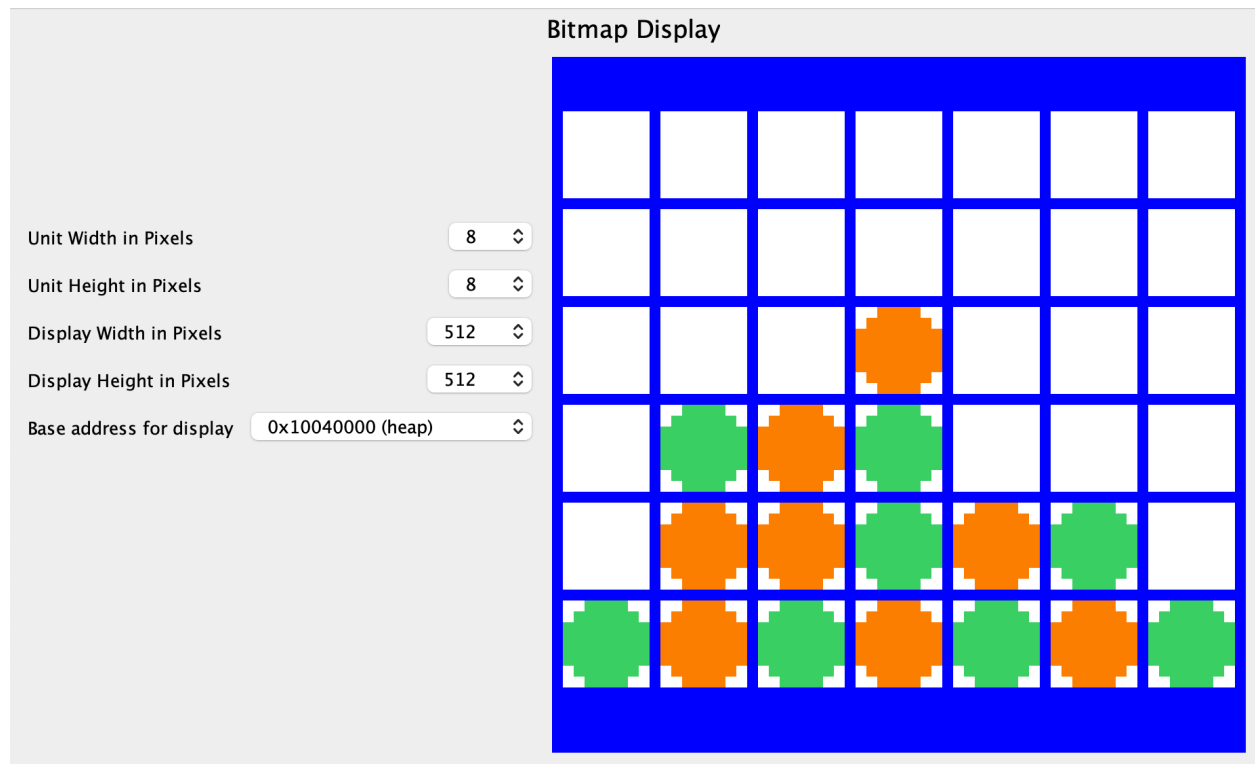 Bitmap Display
Unit Width in Pixels 8
Unit Height in Pixels 8
Display Width in Pixels 512
Display Height in Pixels 512
Base address for display 0x10040000 (heap)